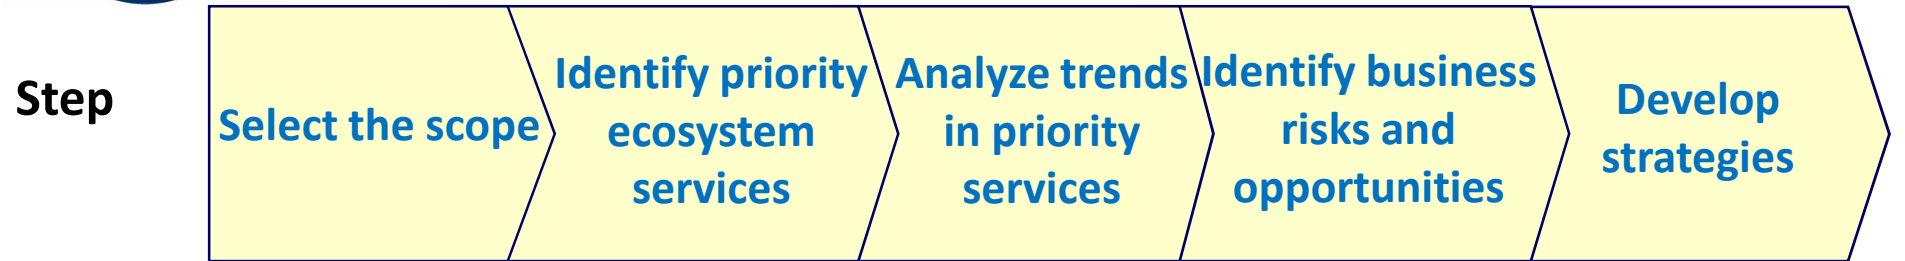 Step
Select the scope
Identify priority
ecosystem
services
Analyze trends
in priority
services
Identify business
risks and
opportunities
Develop
strategies